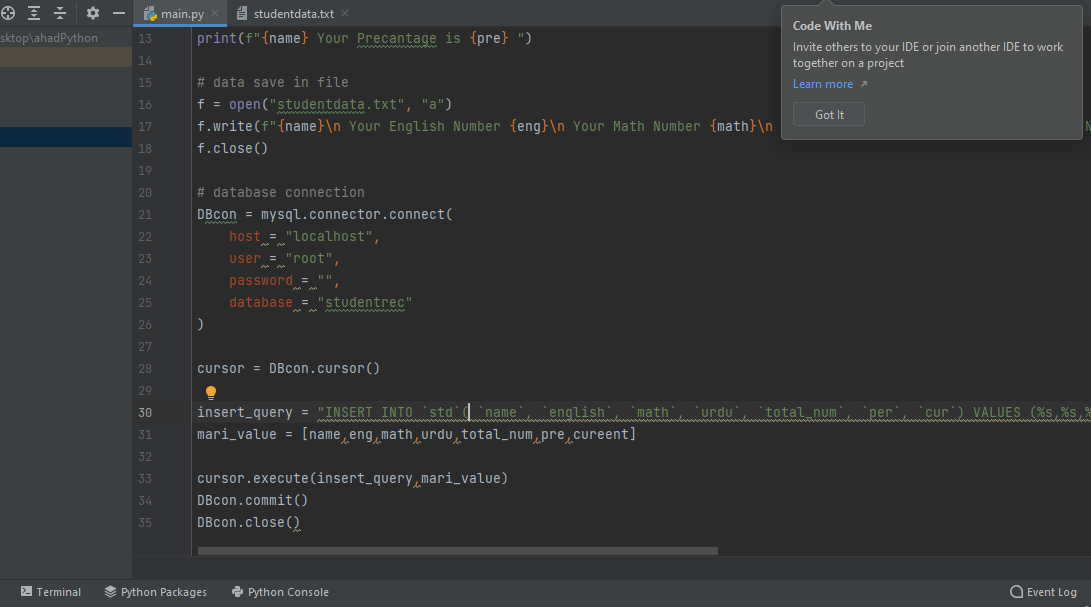 main.py
studentdata.txt
sktop\ahadPython
Code With Me
Invite others to your IDE or join another IDE to work
together on a project
Learn more
Got It
13 print(f"{name} Your Precantage is {pre} ")
14
15 # data save in file
16 f = open("studentdata.txt", "a")
17 f.write(f"{name}\n Your English Number {eng}\n Your Math Number {math}\n
18 f.close()
19
20 # database connection
21 DBcon = mysql.connector.connect(
22 host = "localhost",
23 user = "root",
24 password = "",
25 database = "studentrec"
26 )
27
28 cursor = DBcon.cursor()
29
30 insert_query = "INSERT INTO `std`( `name`, `english`, `math`, `urdu`, `total_num`, `per`, `cur`) VALUES (%s,%s,%
31 mari_value = [name,eng,math,urdu,total_num,pre,cureent]
32
33 cursor.execute(insert_query,mari_value)
34 DBcon.commit()
35 DBcon.close()
Terminal
Python Packages
Python Console
Event Log